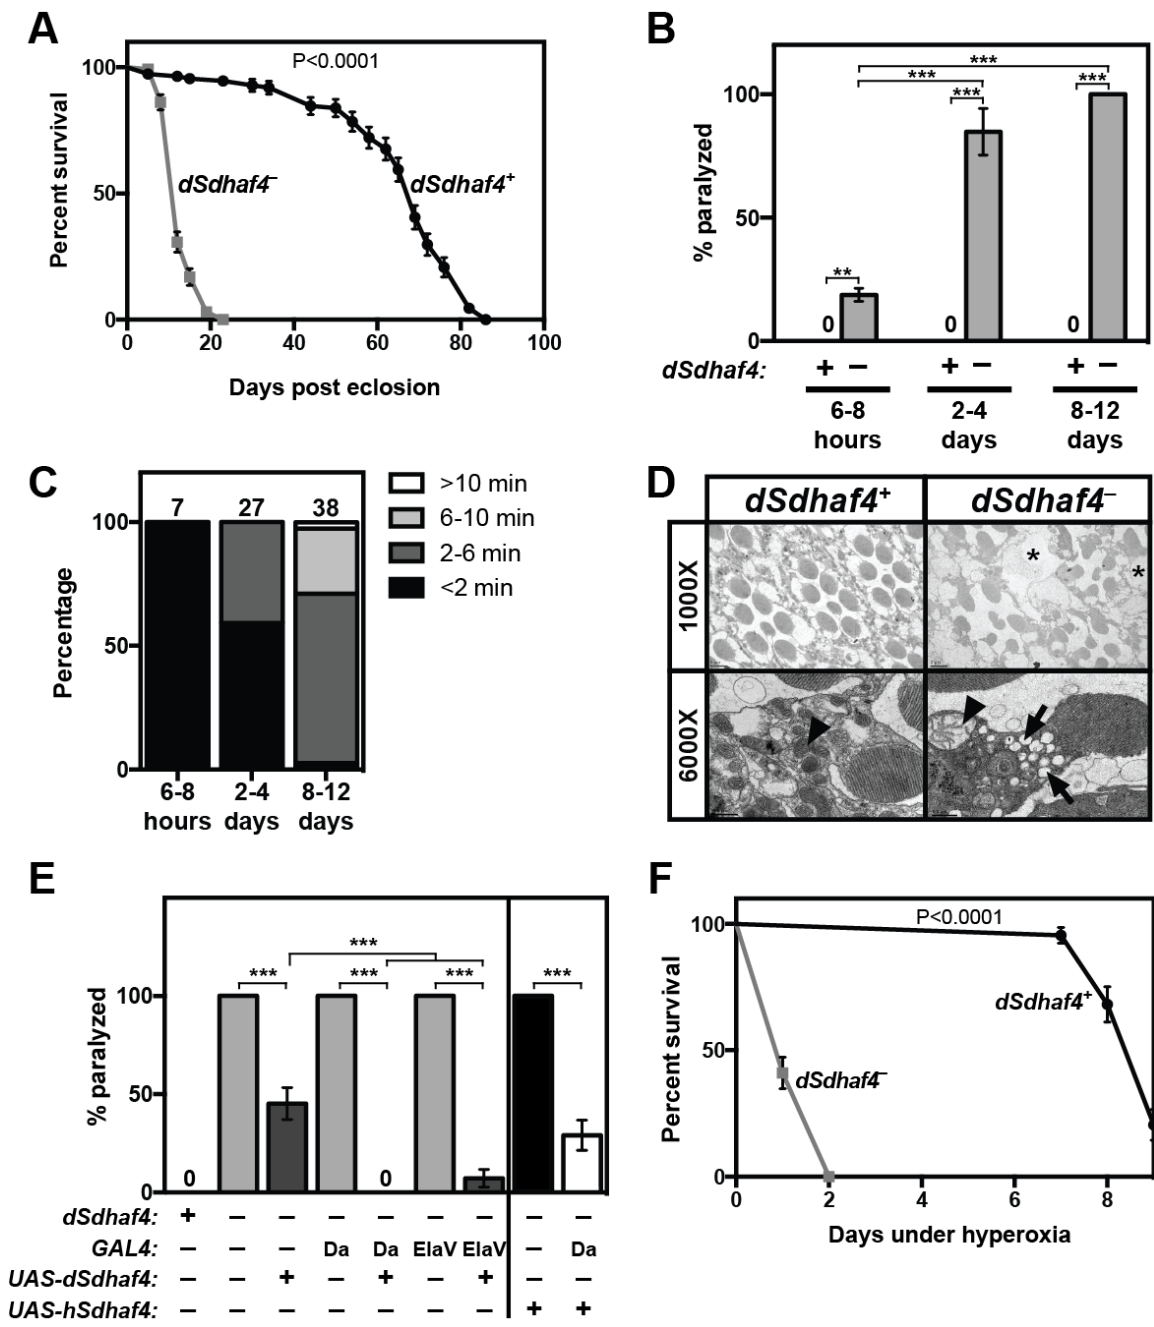 A
P<0.0001
Percent survival
100
50
0
dSdhaf4–
dSdhaf4+
0 20 40 60 80 100
Days post eclosion
B
% paralyzed
100
50
0
*** 
***
***
***
**
0 0 0
dSdhaf4: + – + – + –
6-8 hours
2-4 days
8-12 days
C
Percentage
100
50
0
7 27 38
>10 min
6-10 min
2-6 min
<2 min
6-8 hours
2-4 days
8-12 days
D
dSdhaf4+ dSdhaf4–
1000X
* *
6000X
E
% paralyzed
100
50
0
***
*** *** *** ***
0 0
dSdhaf4: + – – – – – – – –
GAL4: – – – Da Da ElaV ElaV – Da
UAS-dSdhaf4: – – + – + – + – –
UAS-hSdhaf4: – – – – – – – + +
F
P<0.0001
Percent survival
100
50
0
dSdhaf4+
dSdhaf4–
0 2 4 6 8
Days under hyperoxia